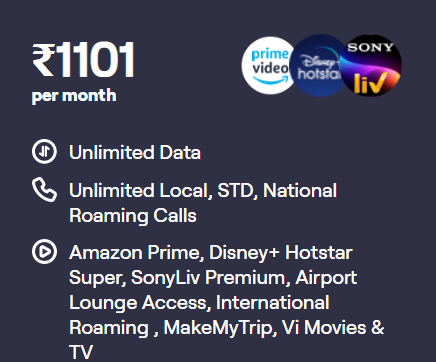 ₹1101
per month
prime
video
Disney+
hotstar
SONY
liv
Unlimited Data
Unlimited Local, STD, National
Roaming Calls
Amazon Prime, Disney+ Hotstar
Super, SonyLiv Premium, Airport
Lounge Access, International
Roaming , MakeMyTrip, Vi Movies &
TV